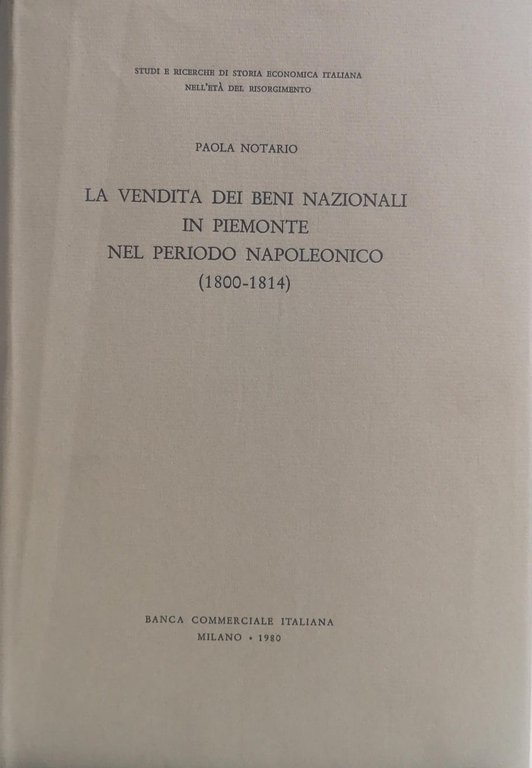 STUDI E RICERCHE DI STORIA ECONOMICA ITALIANA
NELL'ETÀ DEL RISORGIMENTO
PAOLA NOTARIO
LA VENDITA DEI BENI NAZIONALI
IN PIEMONTE
NEL PERIODO NAPOLEONICO
(1800-1814)
BANCA COMMERCIALE ITALIANA
MILANO • 1980